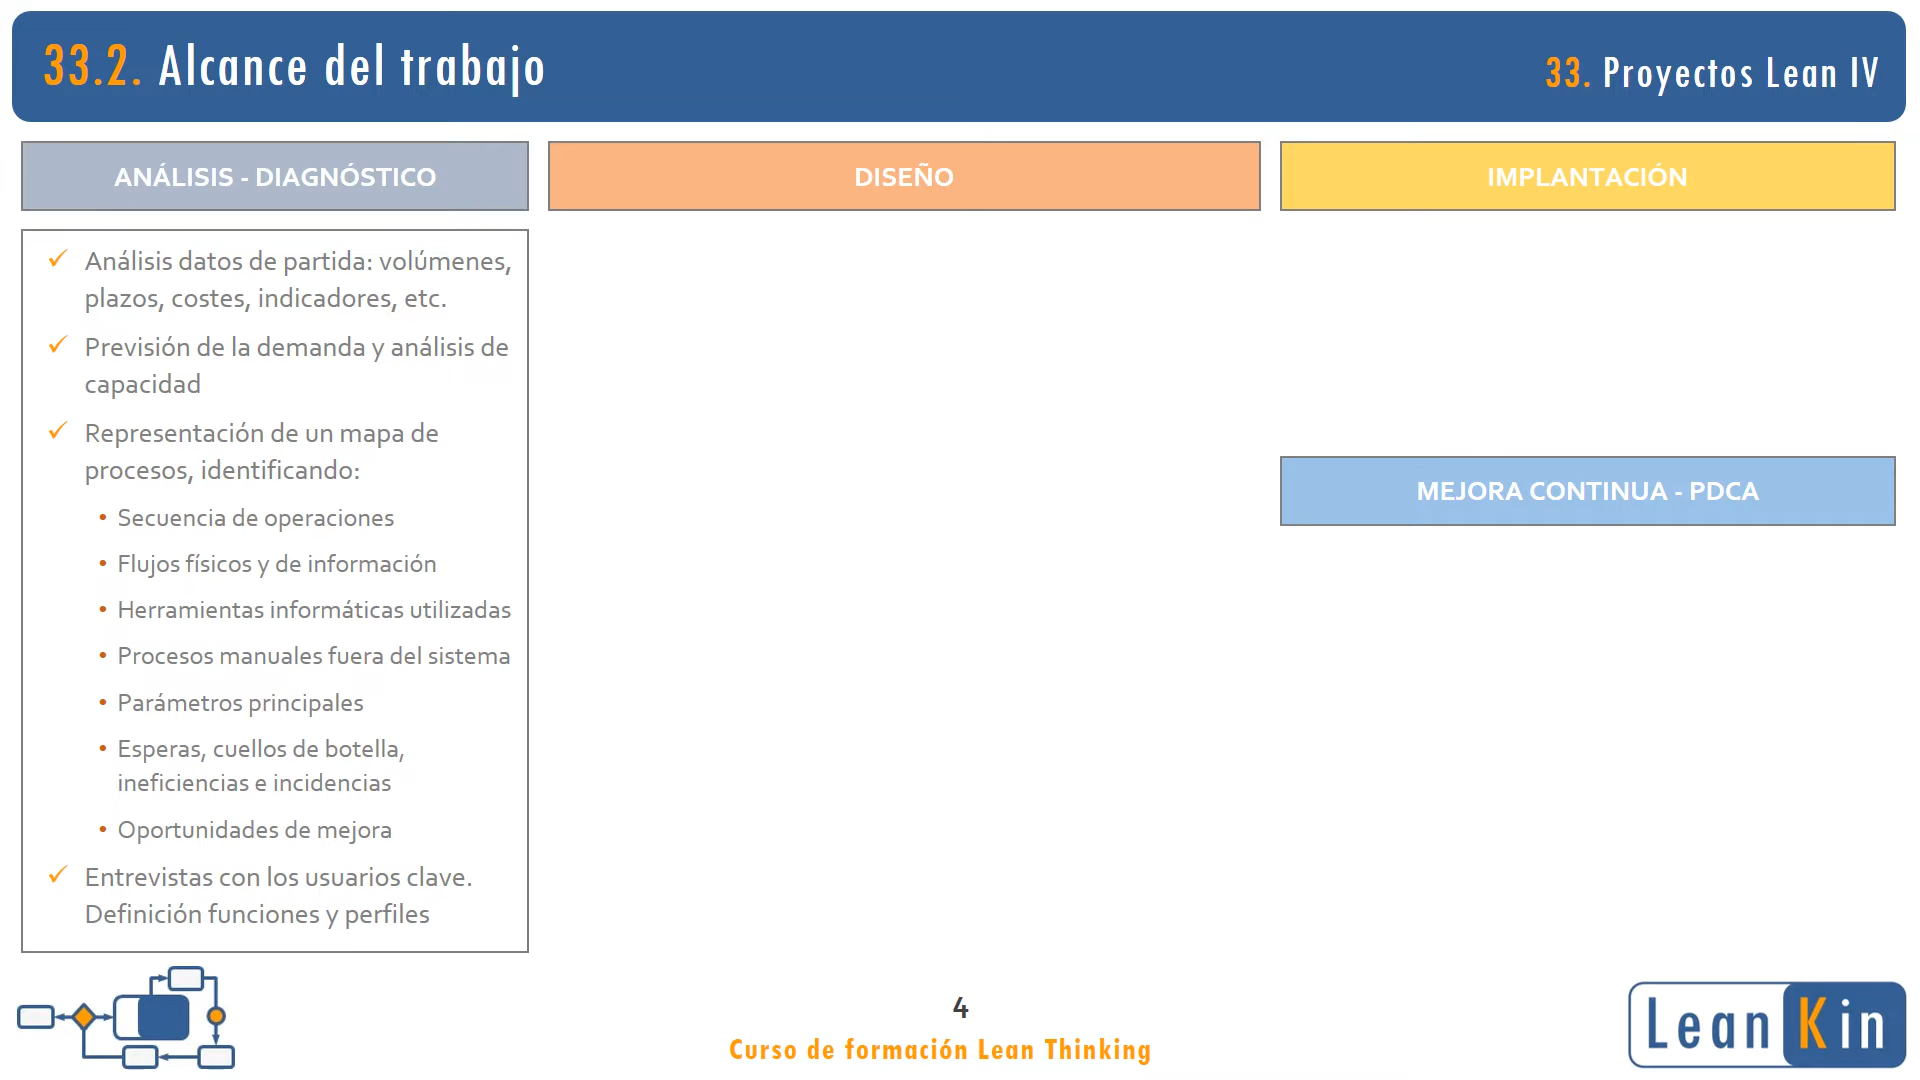 33.2. Alcance del trabajo
33. Proyectos Lean IV
ANÁLISIS - DIAGNÓSTICO
DISEÑO
IMPLANTACIÓN
Análisis datos de partida: volúmenes,
plazos, costes, indicadores, etc.
Previsión de la demanda y análisis de
capacidad
Representación de un mapa de
procesos, identificando:
• Secuencia de operaciones
• Flujos físicos y de información
• Herramientas informáticas utilizadas
• Procesos manuales fuera del sistema
• Parámetros principales
• Esperas, cuellos de botella,
ineficiencias e incidencias
• Oportunidades de mejora
Entrevistas con los usuarios clave.
Definición funciones y perfiles
MEJORA CONTINUA - PDCA
4
Curso de formación Lean Thinking
Lean Kin